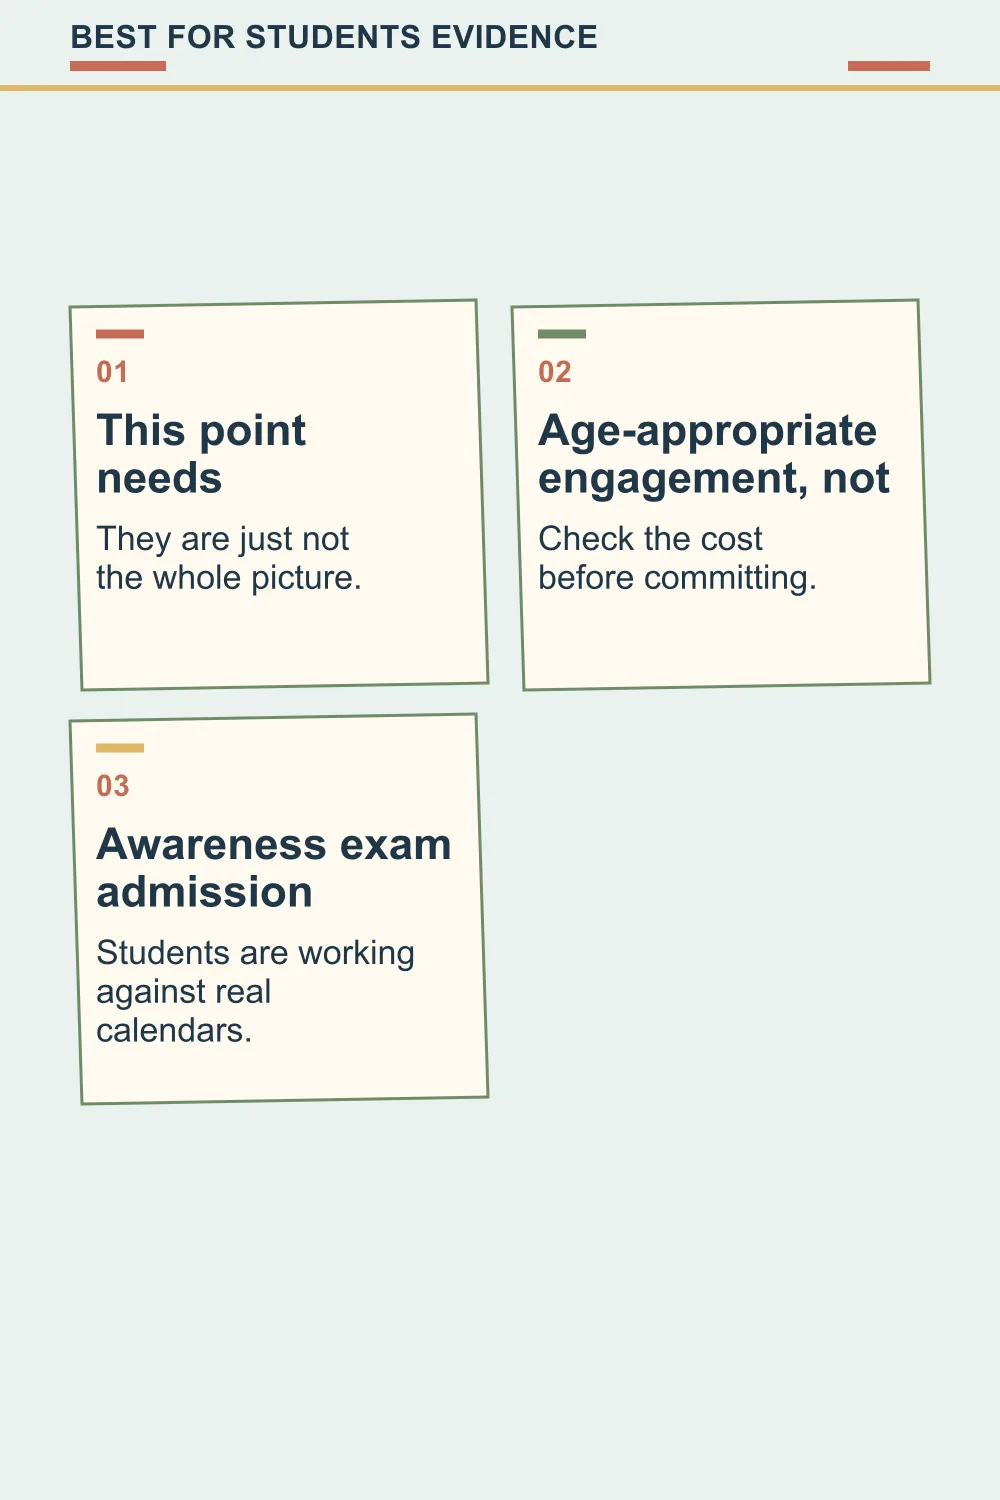 BEST FOR STUDENTS EVIDENCE
01
This point
needs
They are just not
the whole picture.
02
Age-appropriate
engagement, not
Check the cost
before committing.
03
Awareness exam
admission
Students are working
against real
calendars.